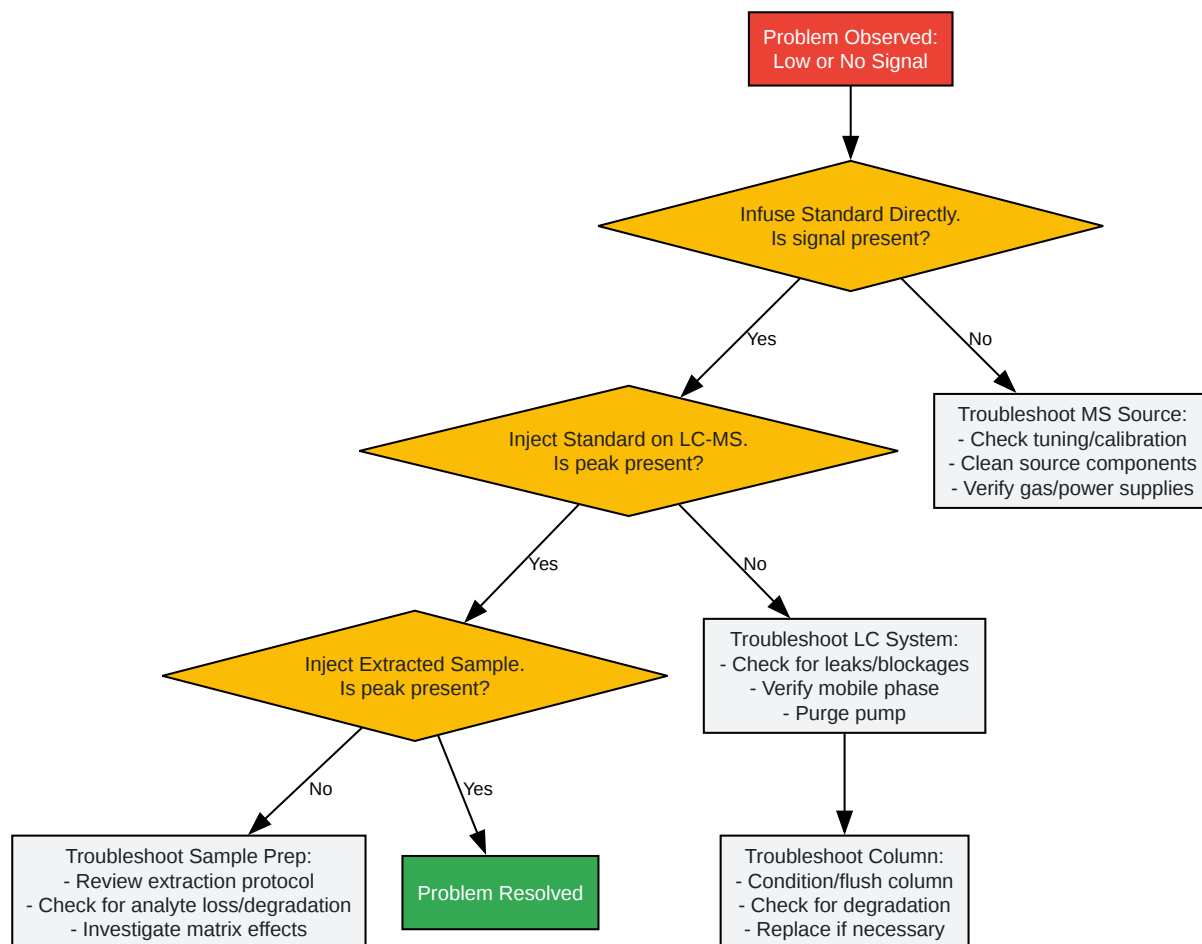 Problem Observed:
Low or No Signal
Infuse Standard Directly.
Is signal present?
Yes
No
Inject Standard on LC-MS.
Is peak present?
Troubleshoot MS Source:
- Check tuning/calibration
- Clean source components
- Verify gas/power supplies
Yes
No
Inject Extracted Sample.
Is peak present?
Troubleshoot LC System:
- Check for leaks/blockages
- Verify mobile phase
- Purge pump
No
Yes
Troubleshoot Sample Prep:
- Review extraction protocol
- Check for analyte loss/degradation
- Investigate matrix effects
Problem Resolved
Troubleshoot Column:
- Condition/flush column
- Check for degradation
- Replace if necessary